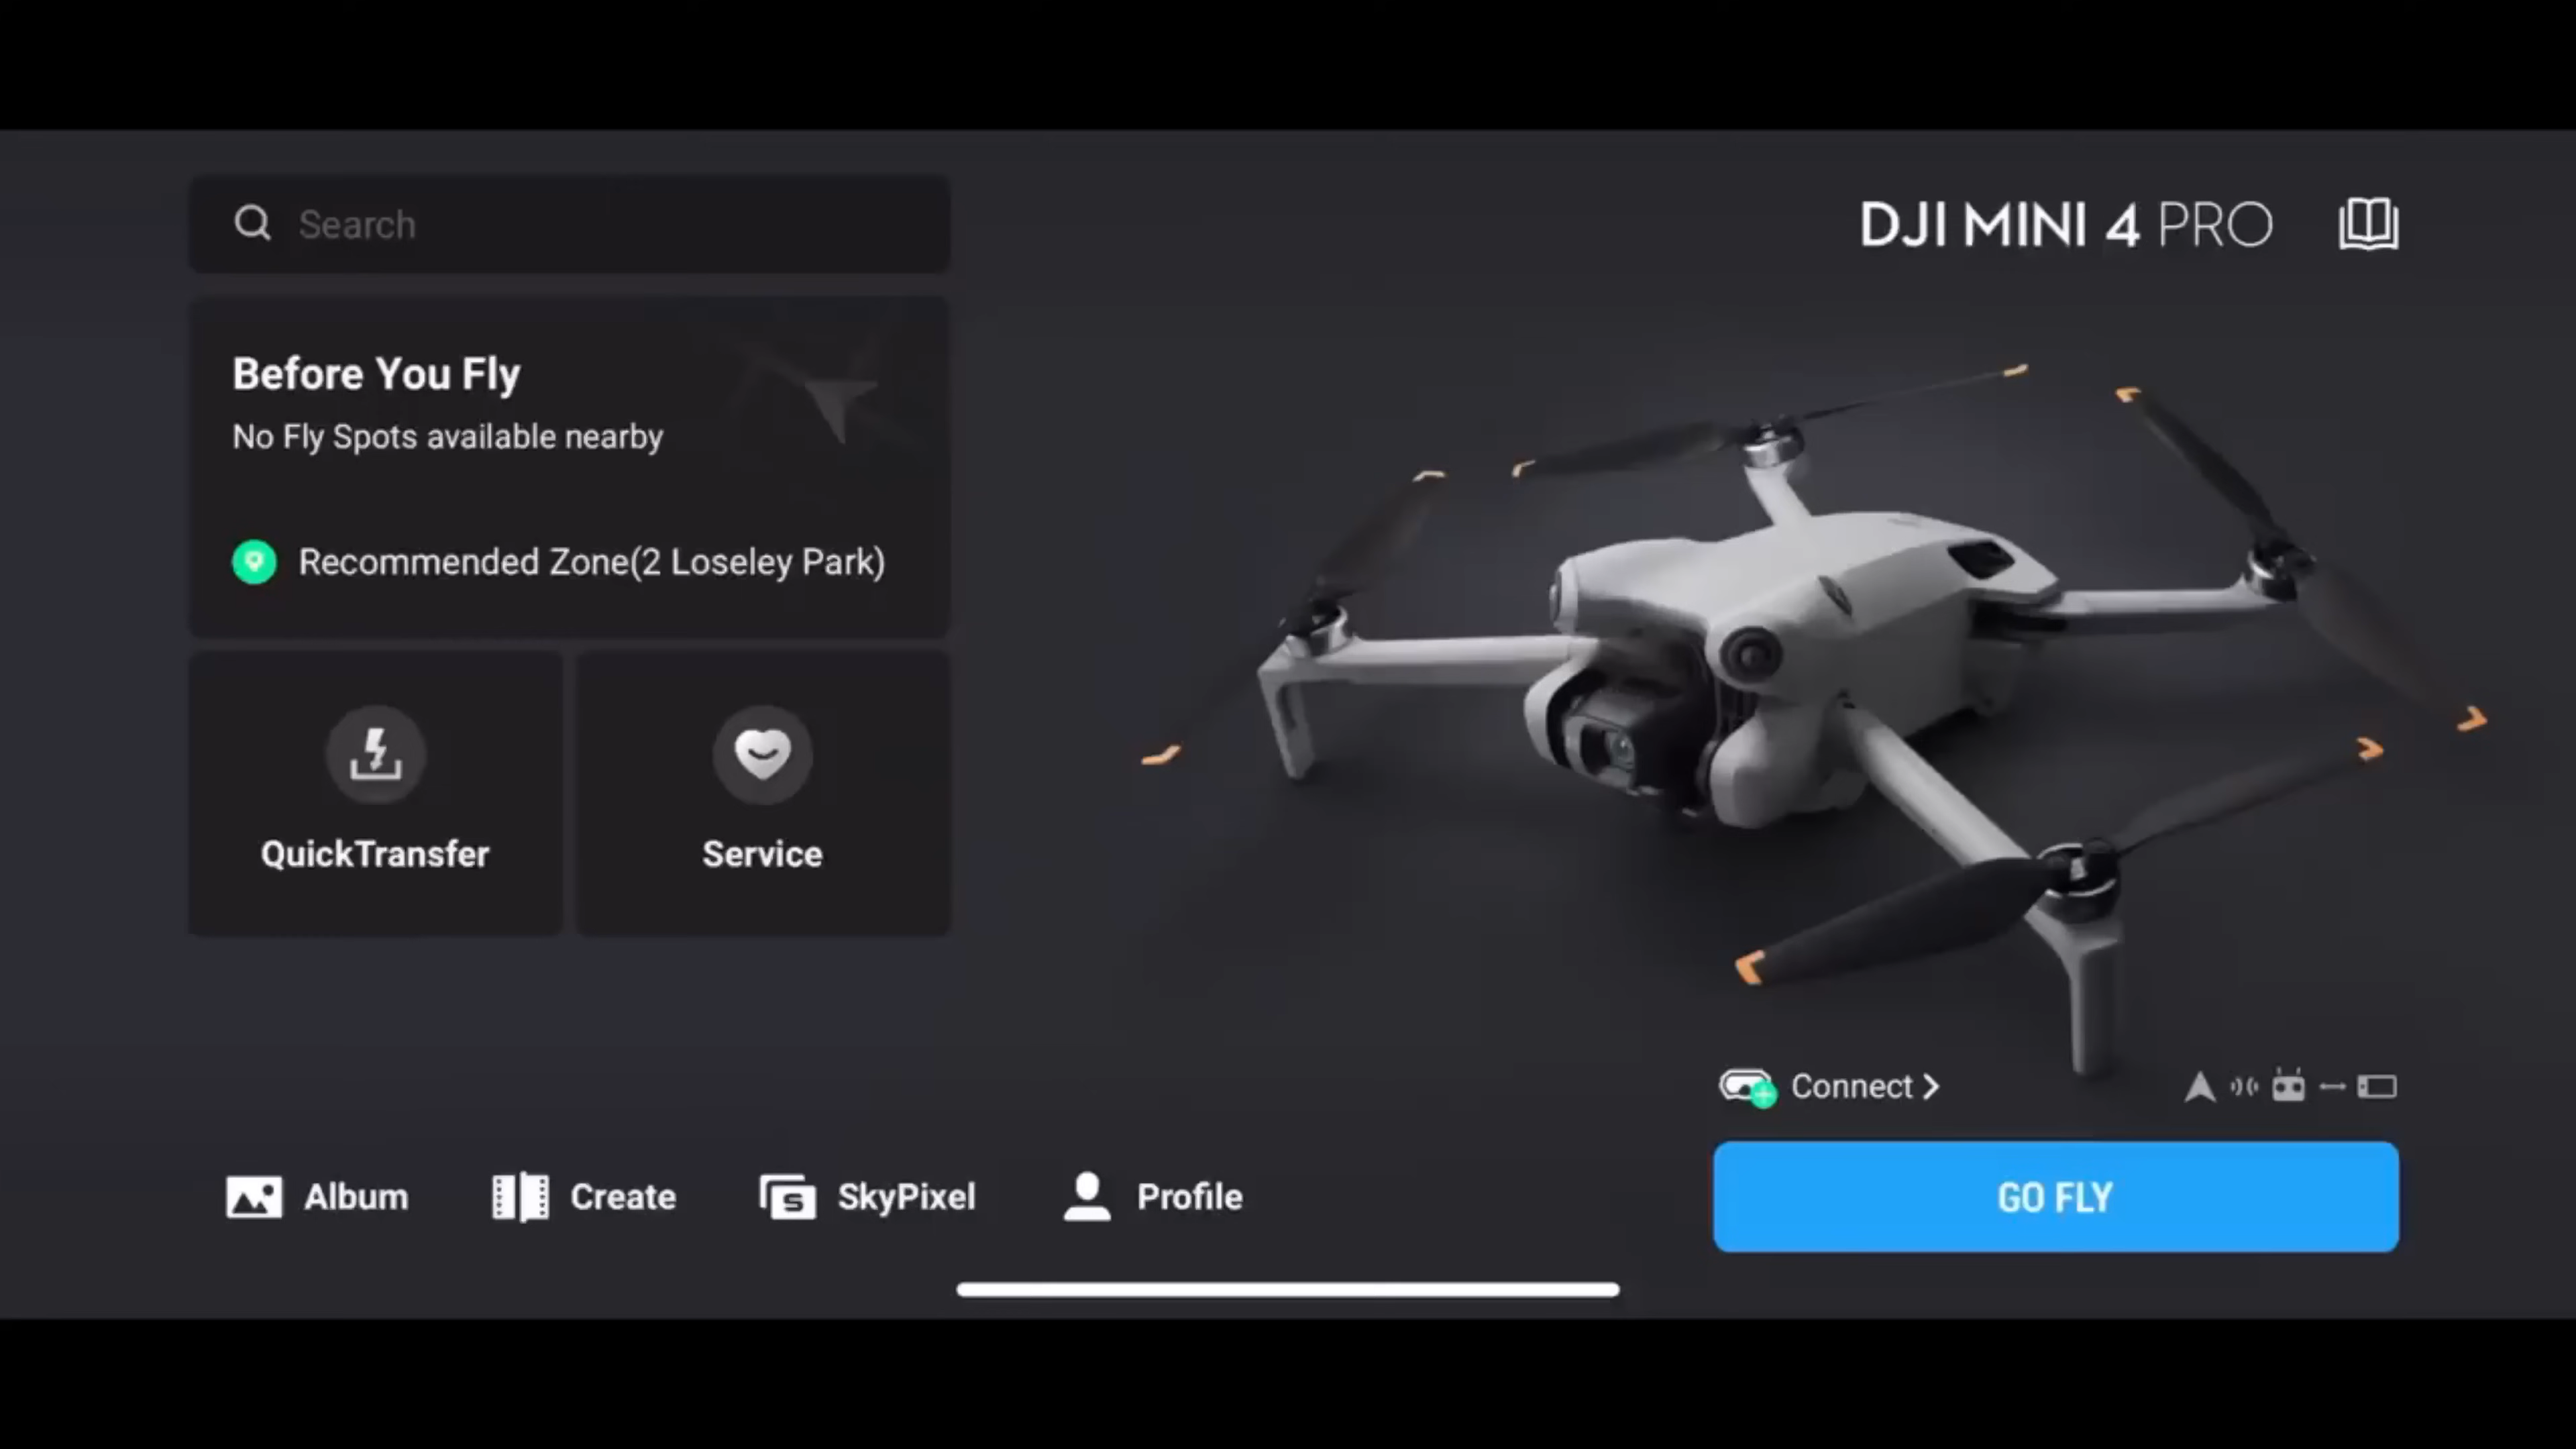 Search
DJI MINI 4 PRO
Before You Fly
No Fly Spots available nearby
Recommended Zone(2 Loseley Park)
QuickTransfer
Service
Connect
Album
Create
SkyPixel
Profile
GO FLY